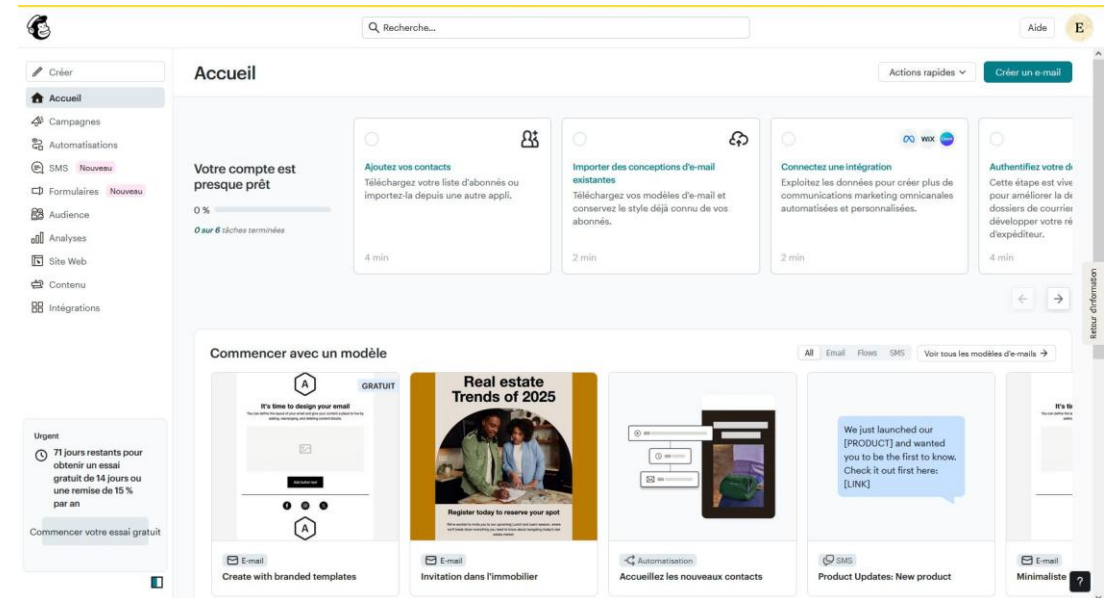 Recherche...
Aide
E
Créer
Accueil
Campagnes
Automatisations
SMS Nouveau
Formulaires Nouveau
Audience
Analyses
Site Web
Contenu
Intégrations
Urgent
71 jours restants pour
obtenir un essai
gratuit de 14 jours ou
une remise de 15 %
par an
Commencer votre essai gratuit
Accueil
Actions rapides
Créer un e-mail
Votre compte est
presque prêt
0 %
0 sur 6 tâches terminées
Ajoutez vos contacts
Téléchargez votre liste d'abonnés ou
importez-la depuis une autre appli.
4 min
Importer des conceptions d'e-mail
existantes
Téléchargez vos modèles d'e-mail et
conservez le style déjà connu de vos
abonnés.
2 min
WIX
Connectez une intégration
Exploitez les données pour créer plus de
communications marketing omnicanales
automatisées et personnalisées.
2 min
Authentifiez votre
Cette étape est
pour améliorer la
dossiers de courrier
développer votre
d'expéditeur.
4 min
Retour d'information
Commencer avec un modèle
All Email Flows SMS
Voir tous les modèles d'e-mails →
A
GRATUIT
It's time to design your email
A
E-mail
Create with branded templates
Real estate
Trends of 2025
Register today to reserve your spot
E-mail
Invitation dans l'immobilier
Automatisation
Accueillez les nouveaux contacts
We just launched our
[PRODUCT] and wanted
you to be the first to know.
Check it out first here:
[LINK]
SMS
Product Updates: New product
It's
E-mail
Minimaliste
?